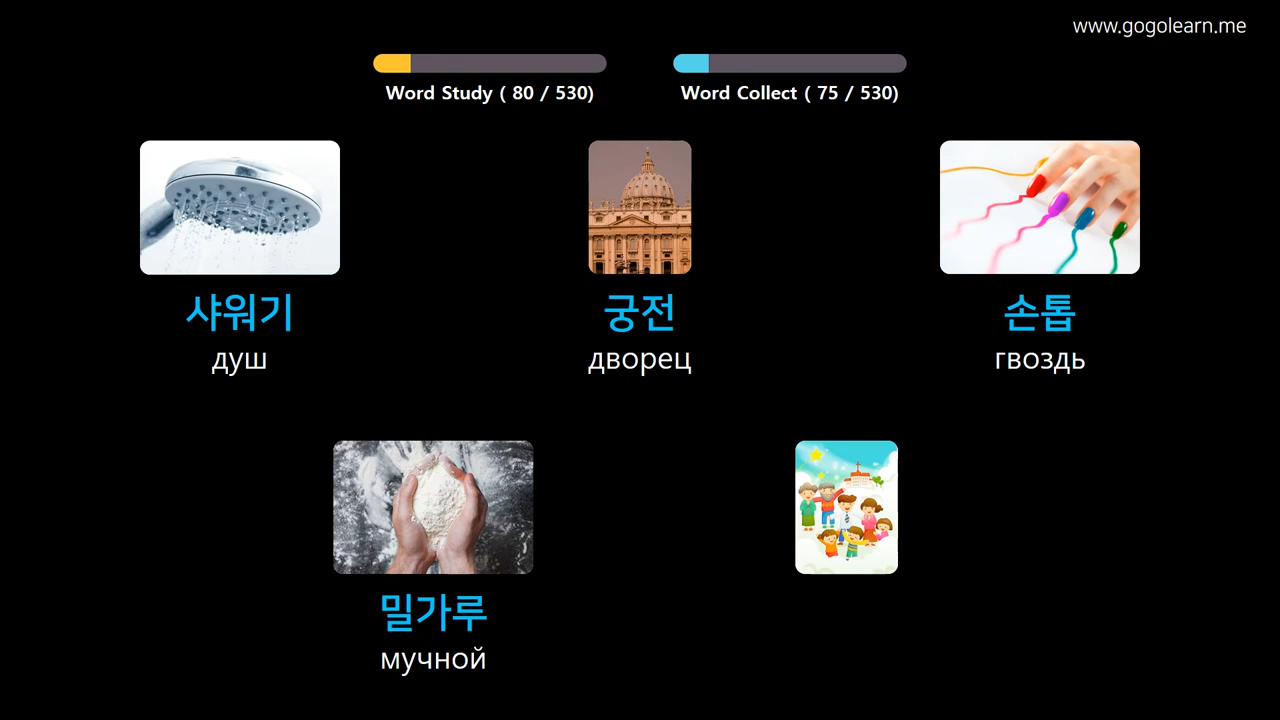 www.gogolearn.me
Word Study ( 80 / 530)
Word Collect ( 75 / 530)
샤워기
душ
궁전
дворец
손톱
гвоздь
밀가루
мучной